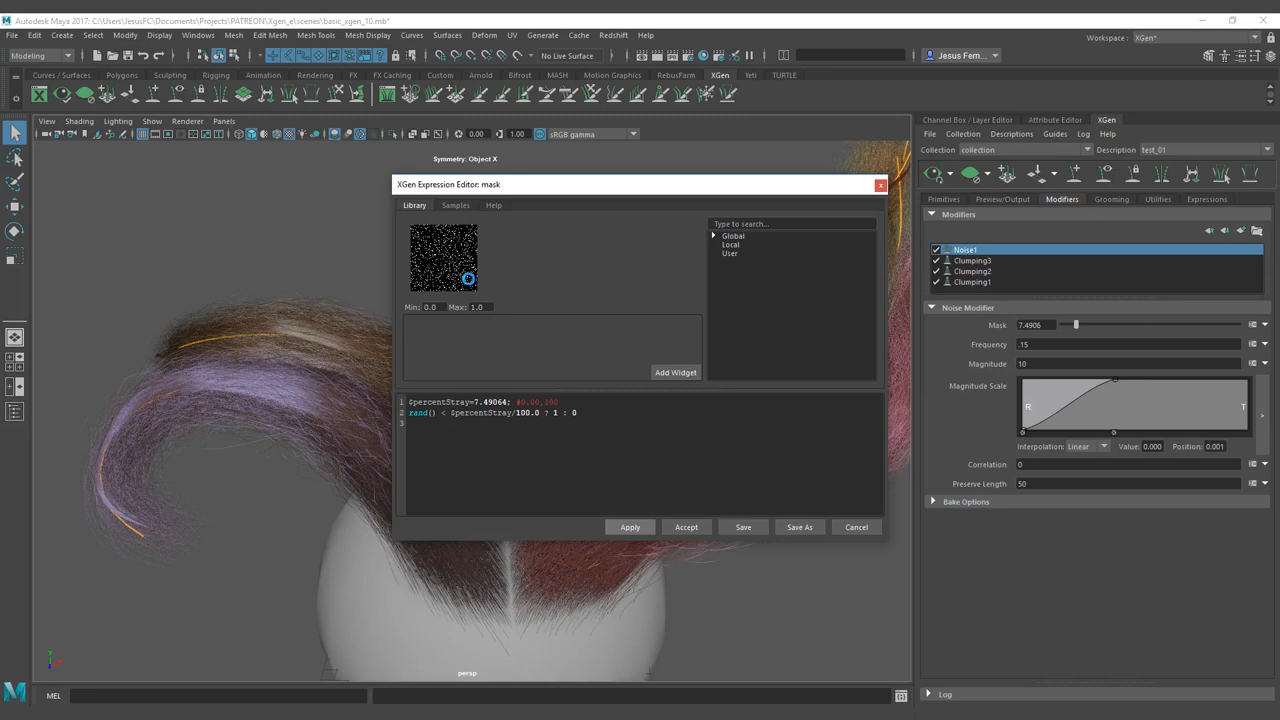 Autodesk Maya 2017: C:\Users\JesusFC\Documents\Projects\PATREON\Xgen_e\scenes\basic_xgen_10.mb*
File Edit Create Select Modify Display Windows Mesh Edit Mesh Mesh Tools Mesh Display Curves Surfaces Deform UV Generate Cache Redshift Help
Workspace : XGen*
Modeling
No Live Surface
Jesus Fern...
Curves / Surfaces Polygons Sculpting Rigging Animation Rendering FX FX Caching Custom Arnold Bifrost MASH Motion Graphics RebusFarm XGen Yeti TURTLE
View Shading Lighting Show Renderer Panels
0.00 1.00 sRGB gamma
Symmetry: Object X
XGen Expression Editor: mask
Library Samples Help
Type to search...
Global
Local
User
Min: 0.0 Max: 1.0
Add Widget
1 $percentStray=7.49064; #0.00,100
2 rand() < $percentStray/100.0 ? 1 : 0
3
Apply Accept Save Save As Cancel
persp
Channel Box / Layer Editor Attribute Editor XGen
File Collection Descriptions Guides Log Help
Collection collection Description test_01
Primitives Preview/Output Modifiers Grooming Utilities Expressions
Modifiers
Noise1
Clumping3
Clumping2
Clumping1
Noise Modifier
Mask 7.4906
Frequency .15
Magnitude 10
Magnitude Scale R T >
Interpolation: Linear Value: 0.000 Position: 0.001
Correlation 0
Preserve Length 50
Bake Options
Log
MEL